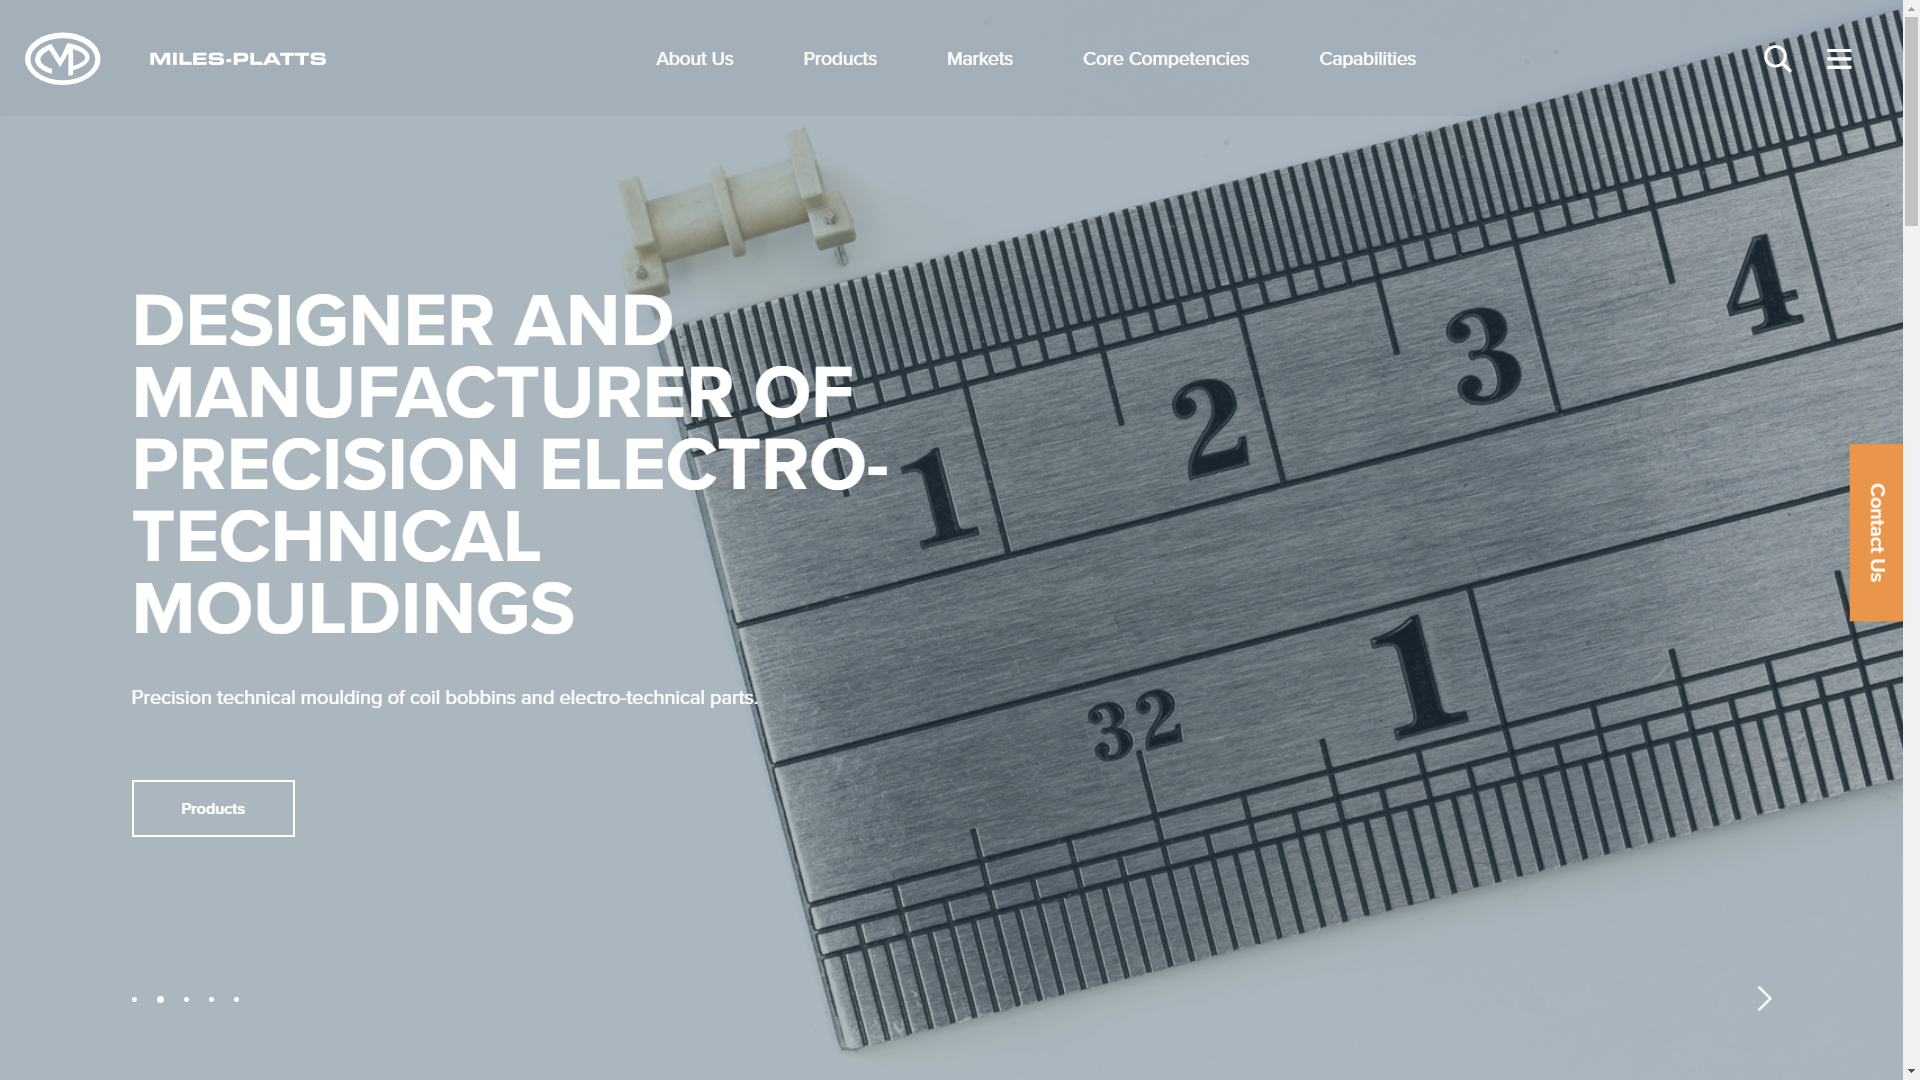 MILES-PLATTS
About Us
Products
Markets
Core Competencies
Capabilities
DESIGNER AND
MANUFACTURER OF
PRECISION ELECTRO-
TECHNICAL
MOULDINGS
Precision technical moulding of coil bobbins and electro-technical parts.
Products
Contact Us
1
2
3
4
32
1